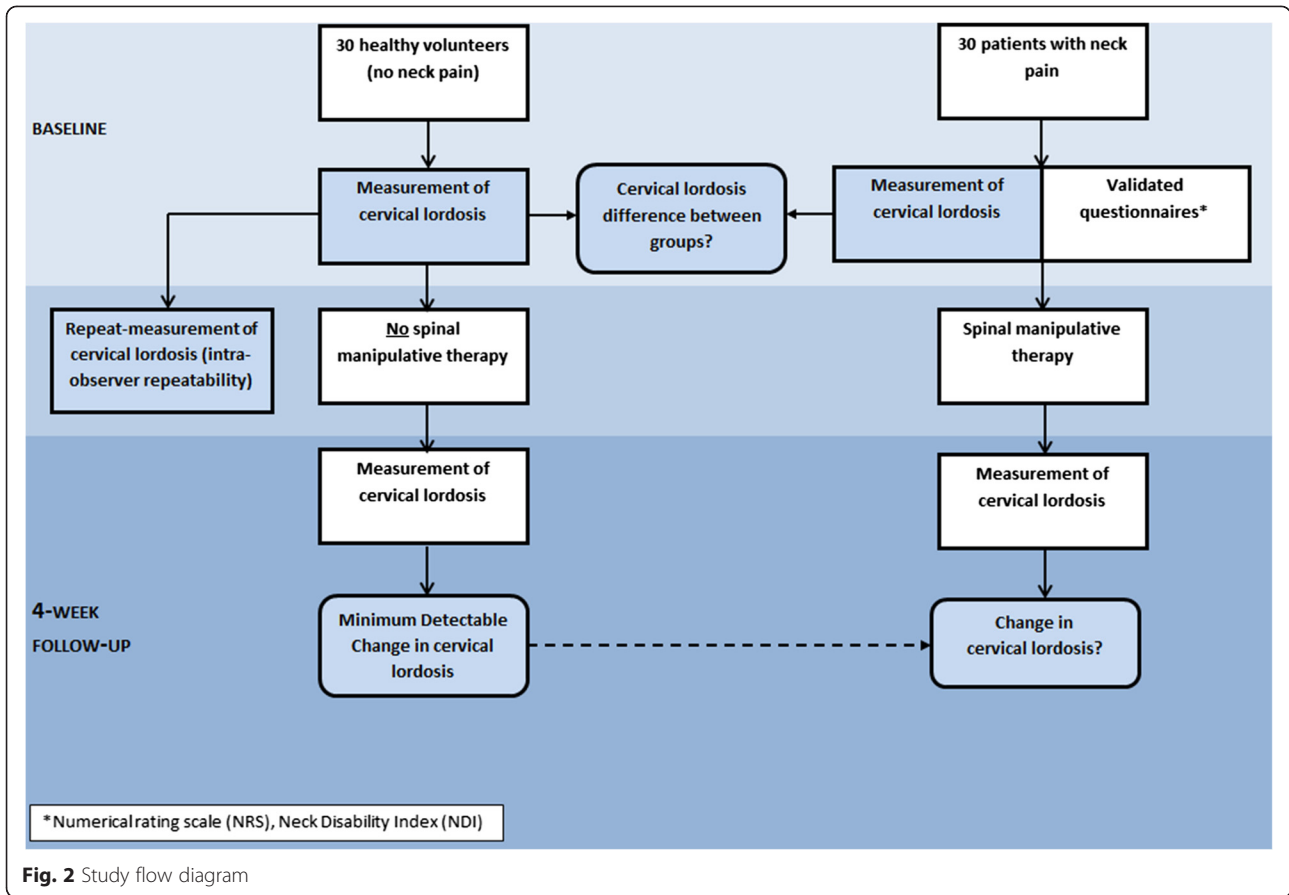 30 healthy volunteers
(no neck pain)
30 patients with neck
pain
BASELINE
Measurement of
cervical lordosis
Cervical lordosis
difference between
groups?
Measurement of
cervical lordosis
Validated
questionnaires*
Repeat-measurement of
cervical lordosis (intra-
observer repeatability)
No spinal
manipulative therapy
Spinal manipulative
therapy
Measurement of
cervical lordosis
Measurement of
cervical lordosis
4-WEEK
FOLLOW-UP
Minimum Detectable
Change in cervical
lordosis
Change in
cervical lordosis?
*Numerical rating scale (NRS), Neck Disability Index (NDI)
Fig. 2 Study flow diagram